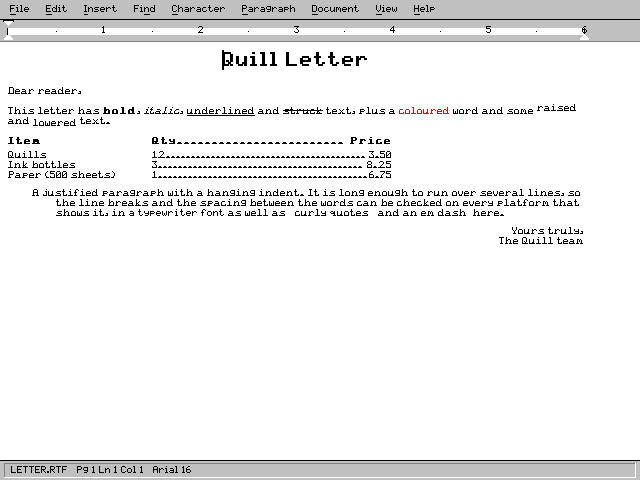 File Edit Insert Find Character Paragraph Document View Help
1 2 3 4 5 6
Quill Letter
Dear reader,
This letter has bold, italic, underlined and struck text, plus a coloured word and some raised
and lowered text.
Item Qty........................ Price
Quills 12........................................ 3.50
Ink bottles 3......................................... 8.25
Paper (500 sheets) 1..........................................6.75
A justified paragraph with a hanging indent. It is long enough to run over several lines, so
the line breaks and the spacing between the words can be checked on every platform that
shows it, in a typewriter font as well as curly quotes and an em dash here.
Yours truly,
The Quill team
LETTER.RTF Pg 1 Ln 1 Col 1 Arial 16